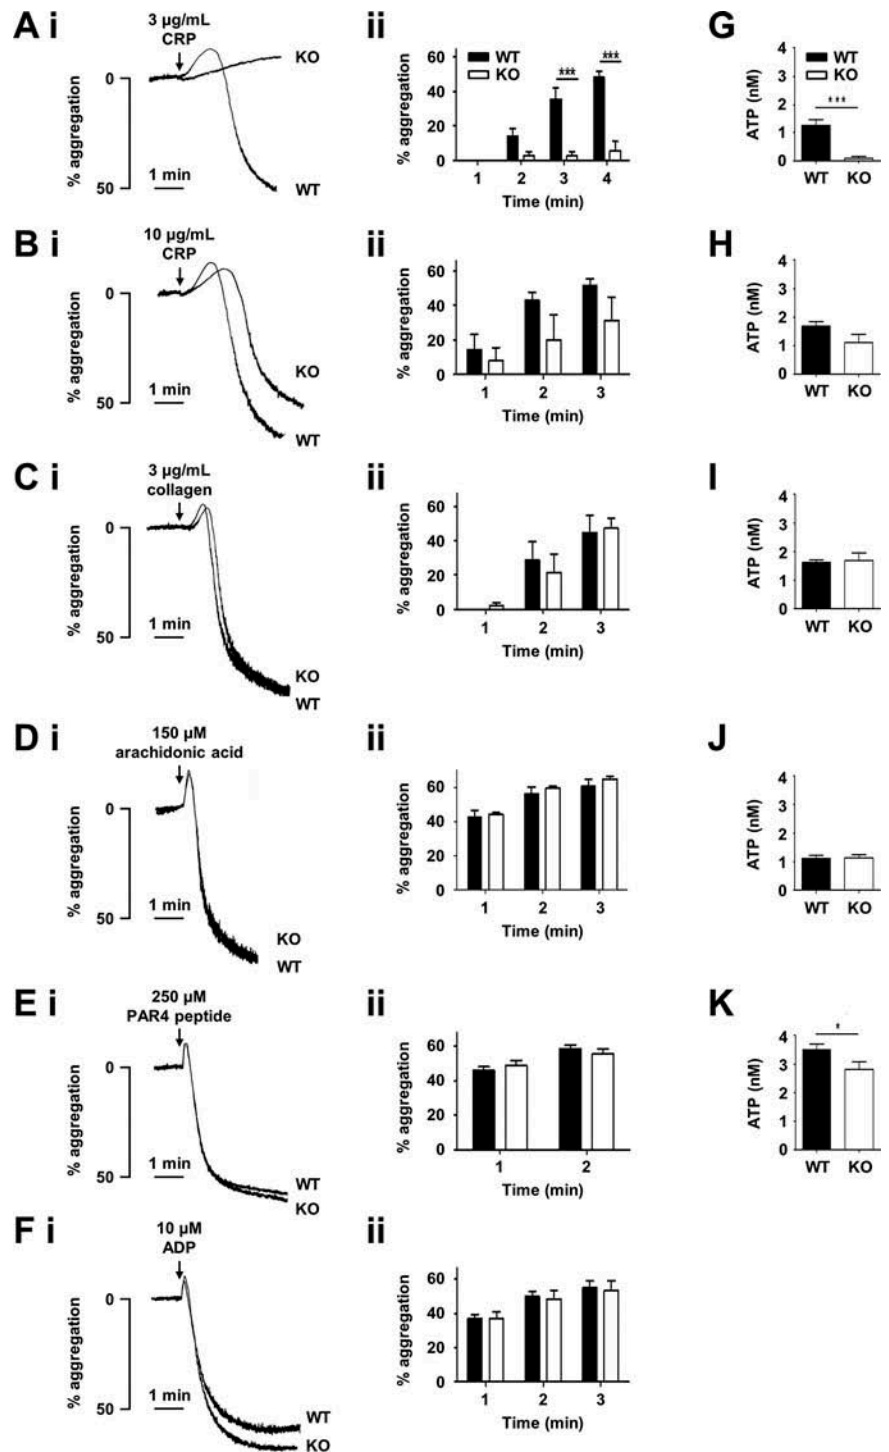 A i
3 µg/mL
CRP
KO
0
% aggregation
1 min
50
WT
ii
WT
KO
***
***
60
40
20
0
% aggregation
1 2 3 4
Time (min)
G
4
3
2
1
0
ATP (nM)
***
WT KO
B i
10 µg/mL
CRP
0
% aggregation
KO
1 min
50
WT
ii
60
40
20
0
% aggregation
1 2 3
Time (min)
H
4
3
2
1
0
ATP (nM)
WT KO
C i
3 µg/mL
collagen
0
% aggregation
1 min
50
KO
WT
ii
60
40
20
0
% aggregation
1 2 3
Time (min)
I
4
3
2
1
0
ATP (nM)
WT KO
D i
150 µM
arachidonic acid
0
% aggregation
1 min
50
KO
WT
ii
60
40
20
0
% aggregation
1 2 3
Time (min)
J
4
3
2
1
0
ATP (nM)
WT KO
E i
250 µM
PAR4 peptide
0
% aggregation
1 min
50
WT
KO
ii
60
40
20
0
% aggregation
1 2
Time (min)
K
4
3
2
1
0
ATP (nM)
*
WT KO
F i
10 µM
ADP
0
% aggregation
1 min
50
WT
KO
ii
60
40
20
0
% aggregation
1 2 3
Time (min)